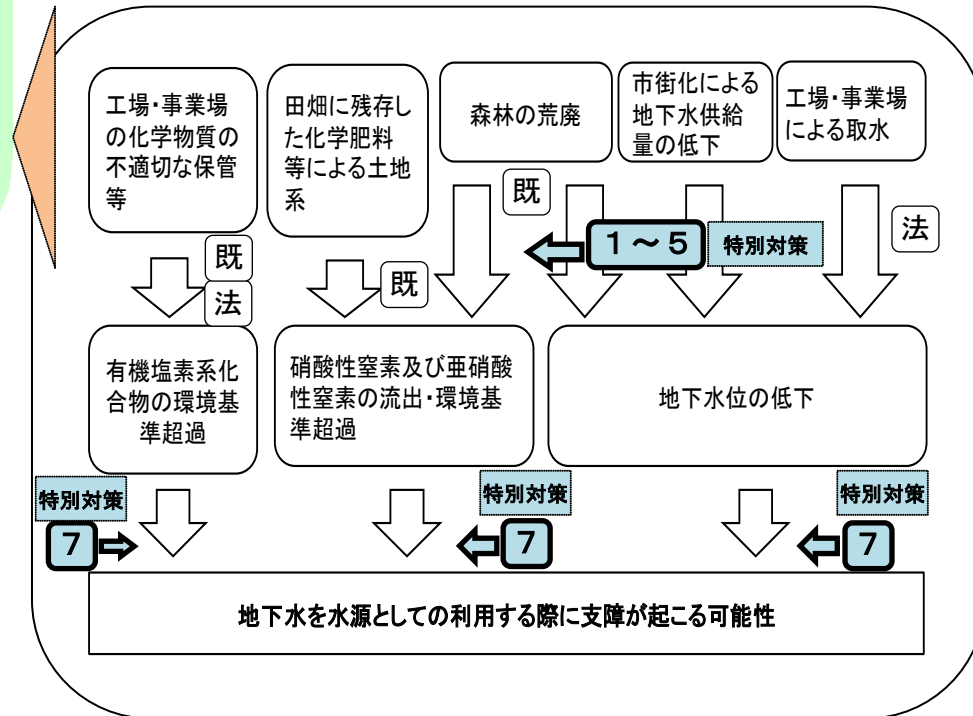 工場・事業場
の化学物質の
不適切な保管
等
田畑に残存し
た化学肥料
等による土地
系
森林の荒廃
市街化による
地下水供給
量の低下
工場・事業場
による取水
既
法
既
既
1～5
特別対策
法
有機塩素系化
合物の環境基
準超過
硝酸性窒素及び亜硝酸
性窒素の流出・環境基
準超過
地下水位の低下
特別対策
7
特別対策
7
特別対策
7
地下水を水源としての利用する際に支障が起こる可能性